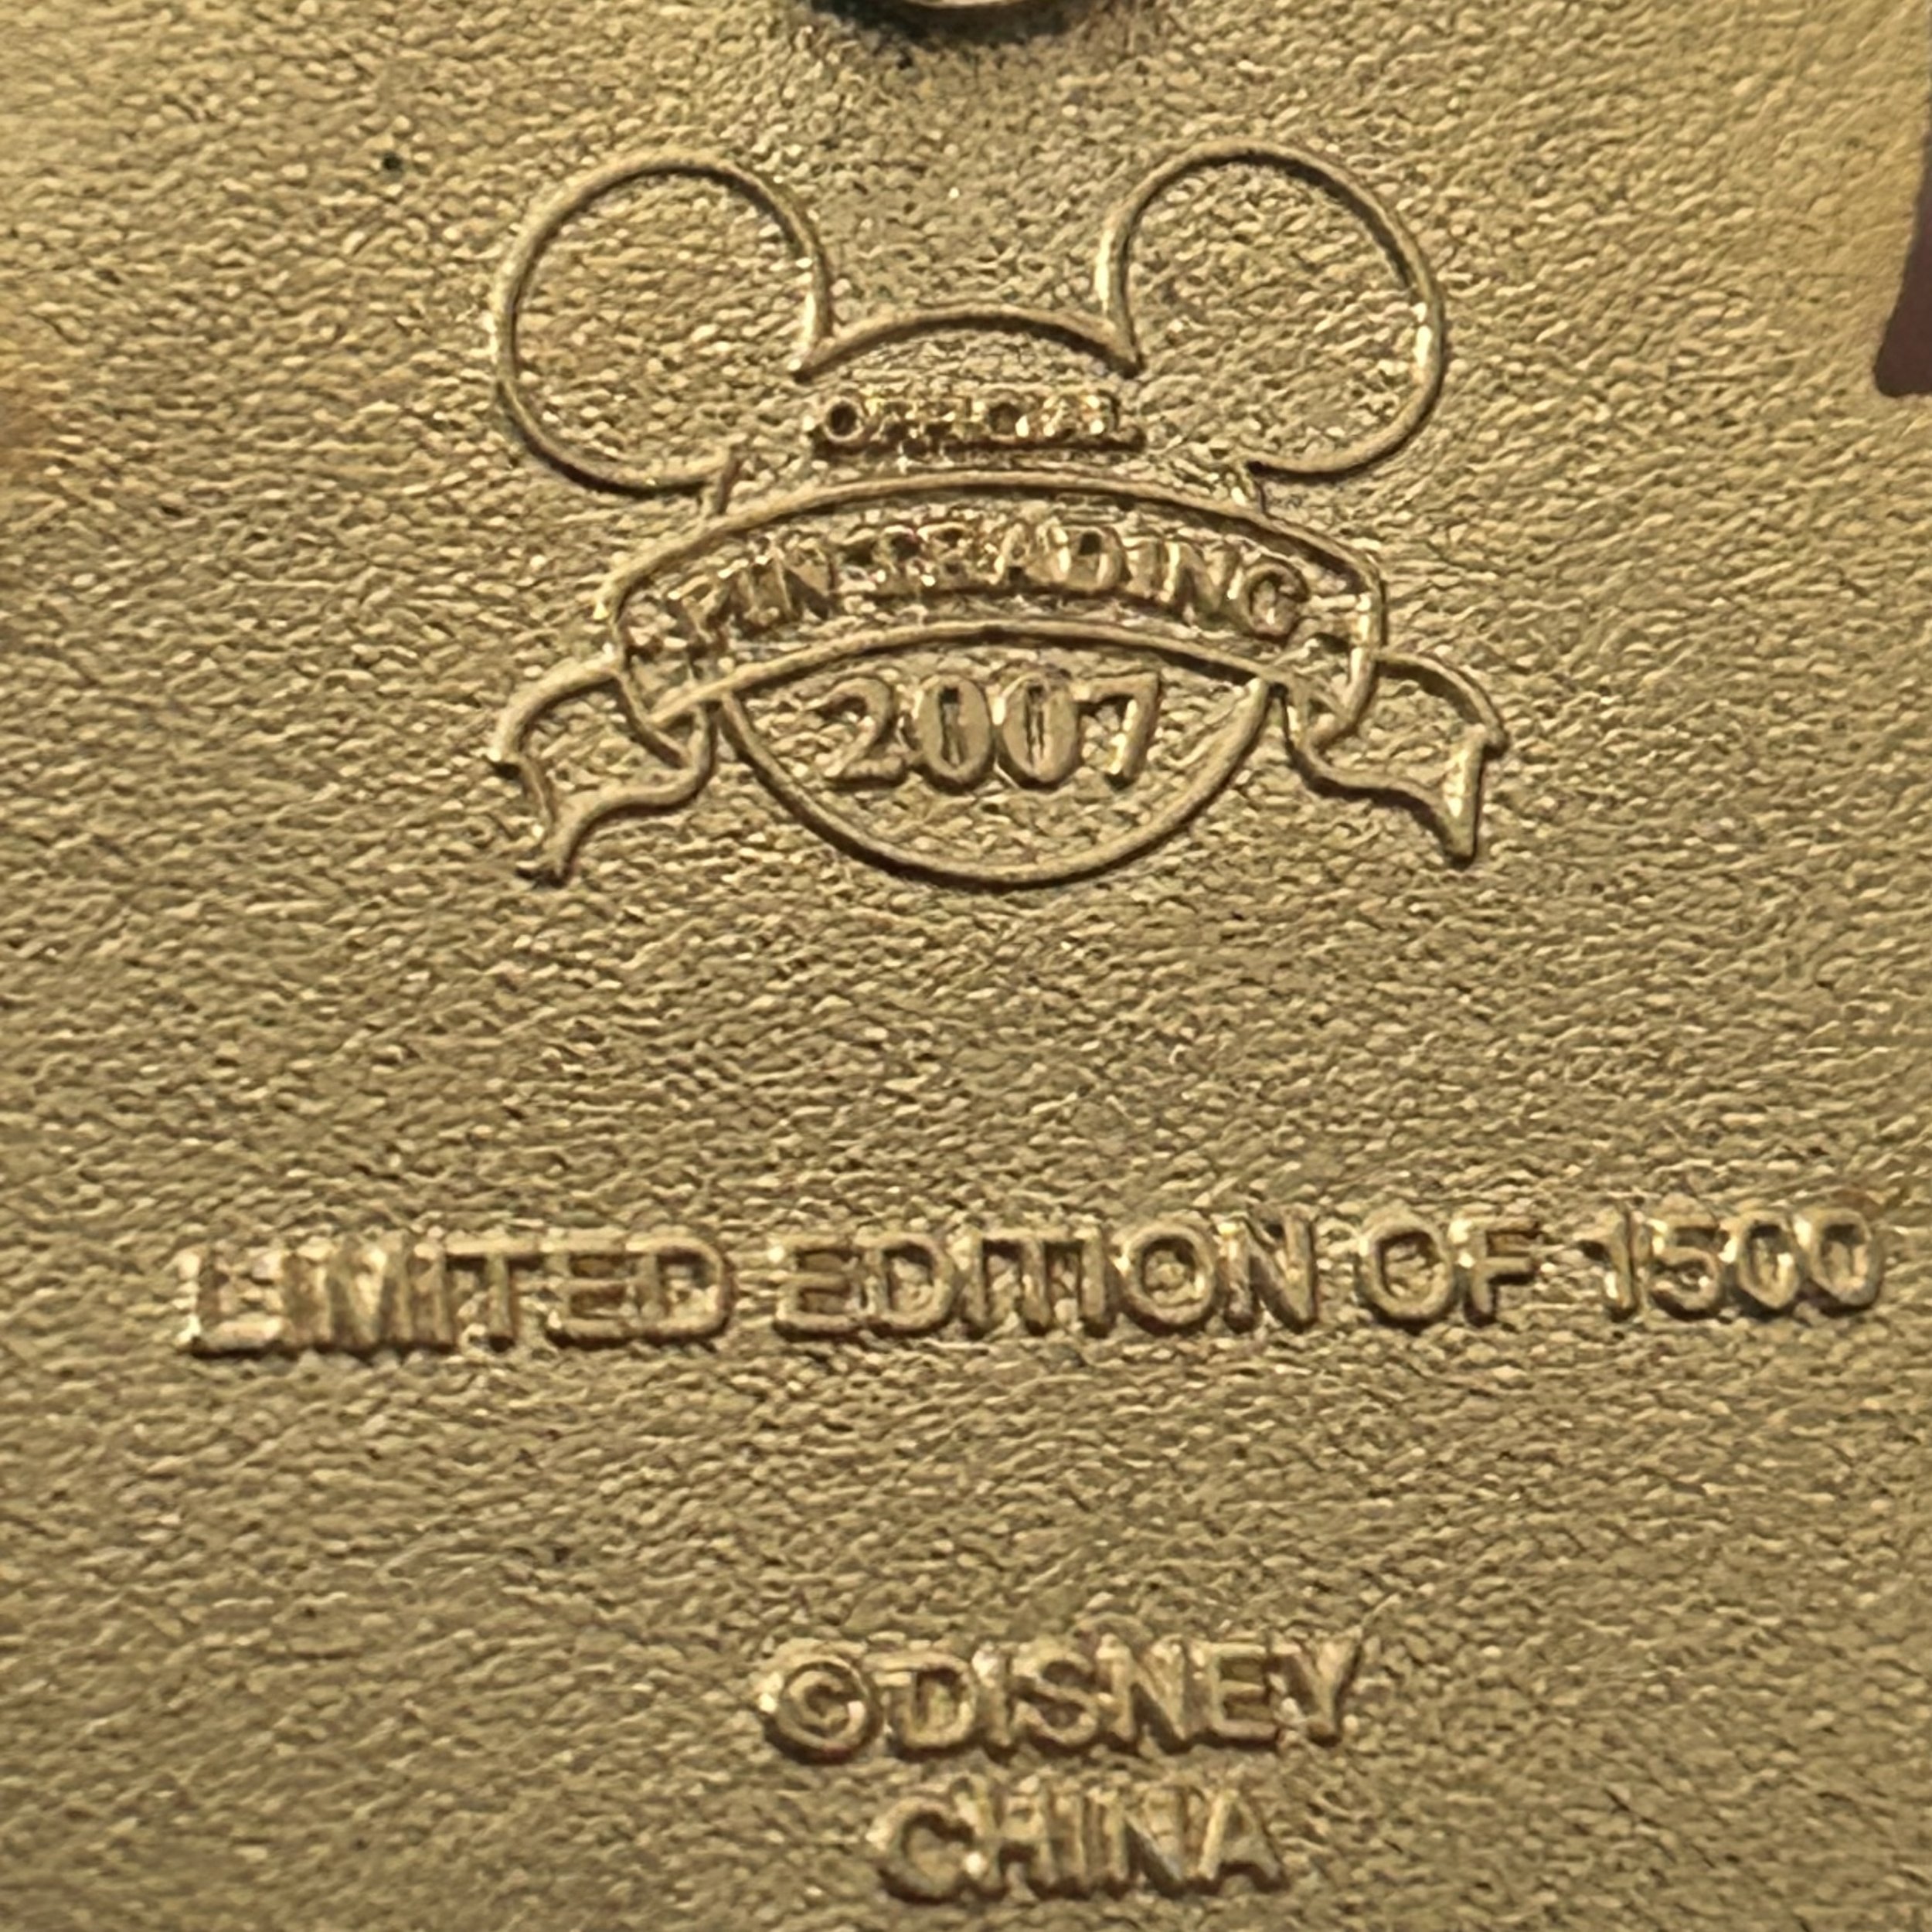 OFFICIAL
PIN TRADING
2007
LIMITED EDITION OF 1500
©DISNEY
CHINA